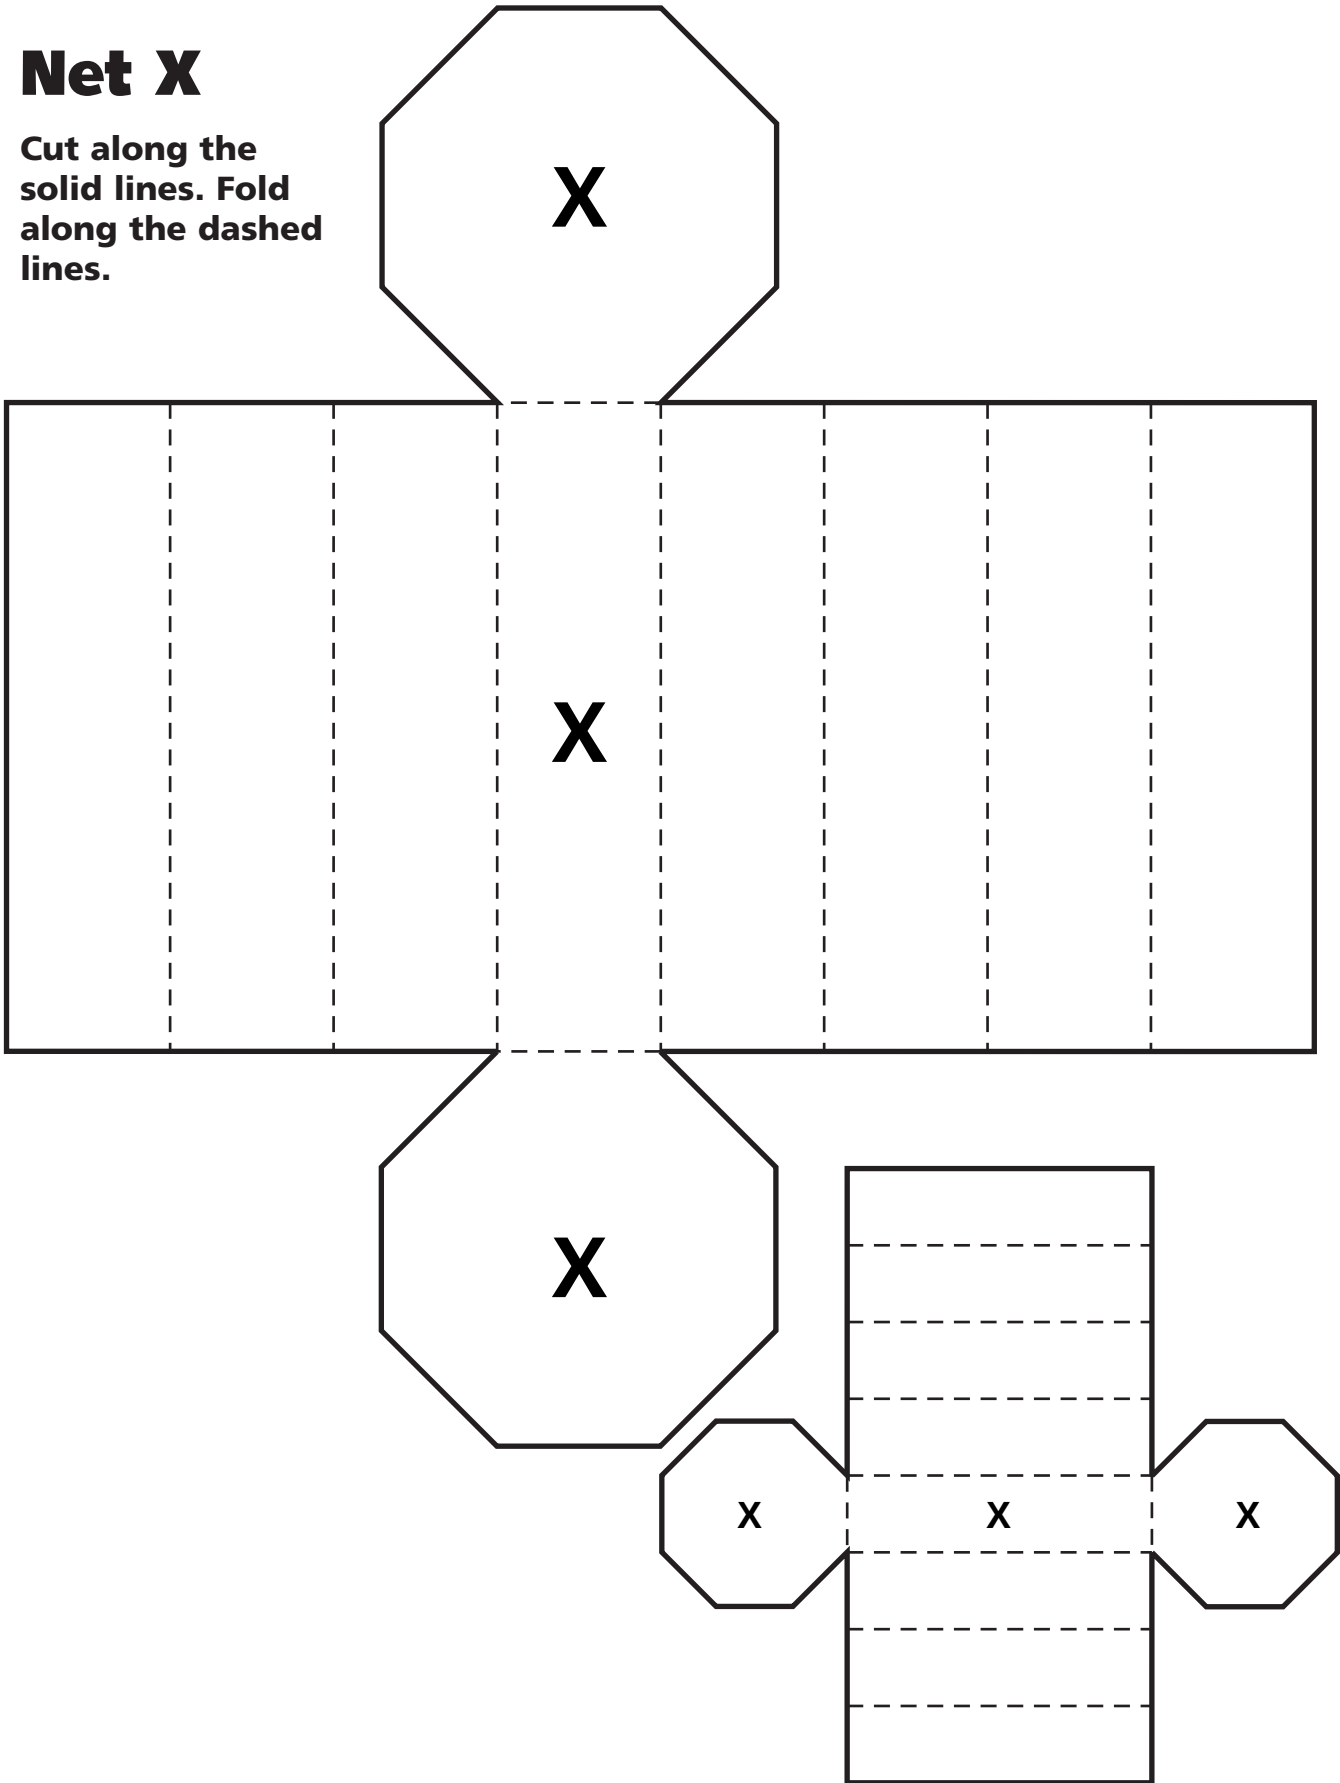 Net X
Cut along the
solid lines. Fold
along the dashed
lines.
X
X
X
X X X